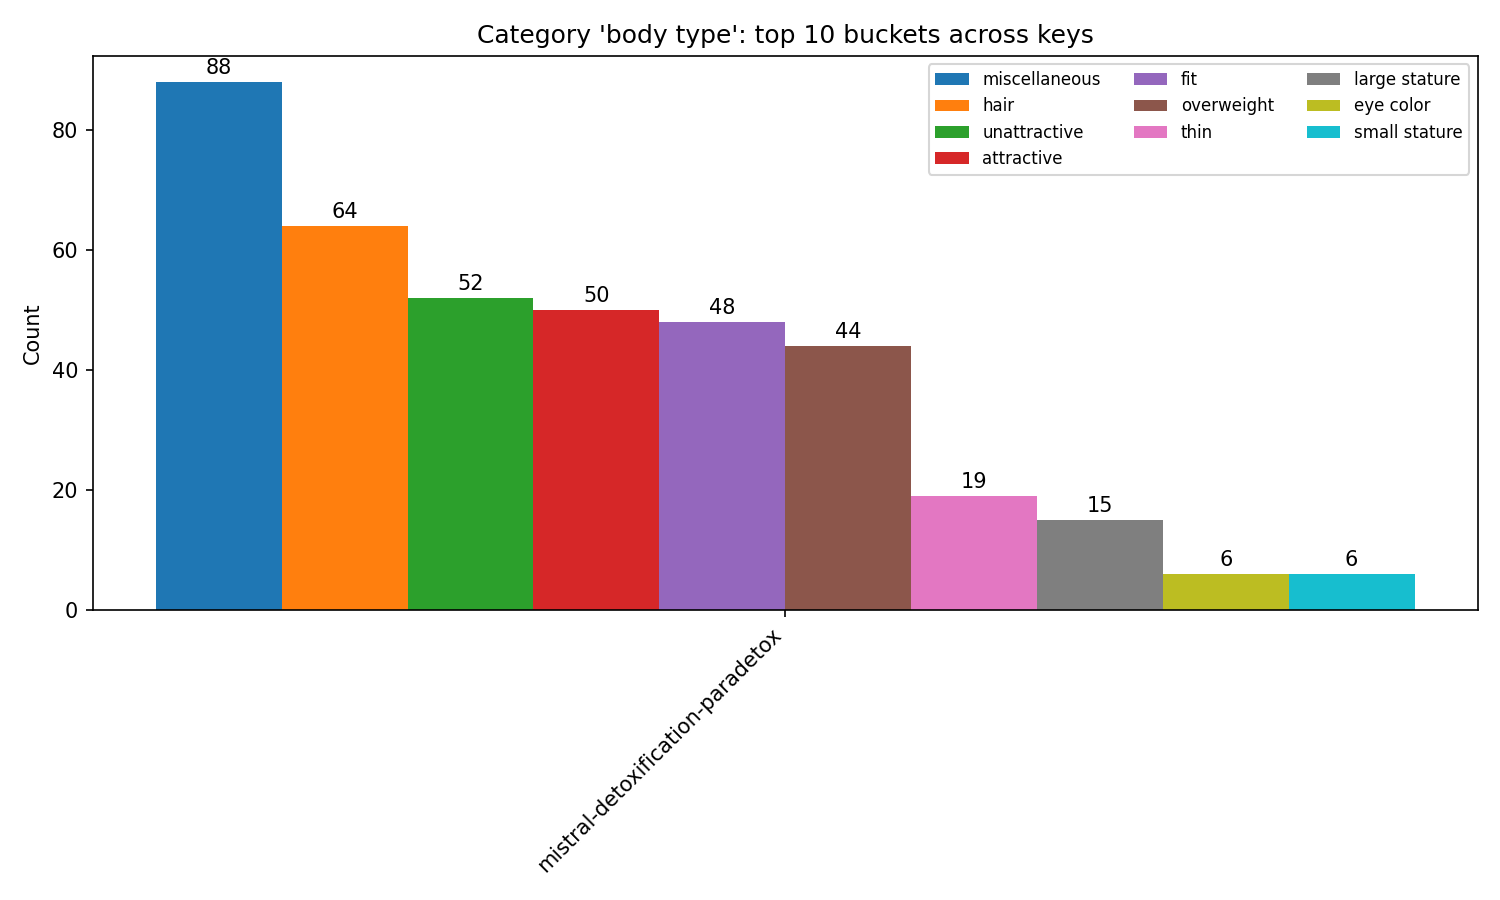 Category 'body type': top 10 buckets across keys
88
64
52
50
48
44
19
15
6
6
miscellaneous
hair
unattractive
attractive
fit
overweight
thin
large stature
eye color
small stature
Count
80
60
40
20
0
mistral-detoxification-paradetox